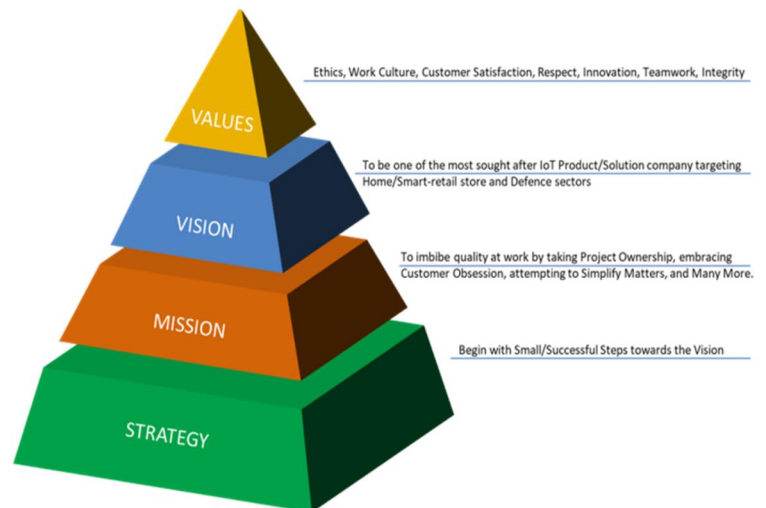 Ethics, Work Culture, Customer Satisfaction, Respect, Innovation, Teamwork, Integrity
VALUES
To be one of the most sought after IoT Product/Solution company targeting
Home/Smart-retail store and Defence sectors
VISION
To imbibe quality at work by taking Project Ownership, embracing
Customer Obsession, attempting to Simplify Matters, and Many More.
MISSION
Begin with Small/Successful Steps towards the Vision
STRATEGY